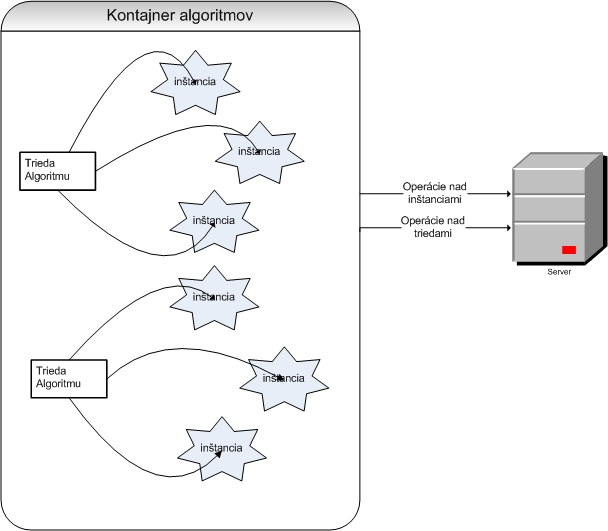 Kontajner algoritmov
inštancia
inštancia
Trieda
Algoritmu
inštancia
Operácie nad
inštanciami
Operácie nad
triedami
Server
inštancia
Trieda
Algoritmu
inštancia
inštancia